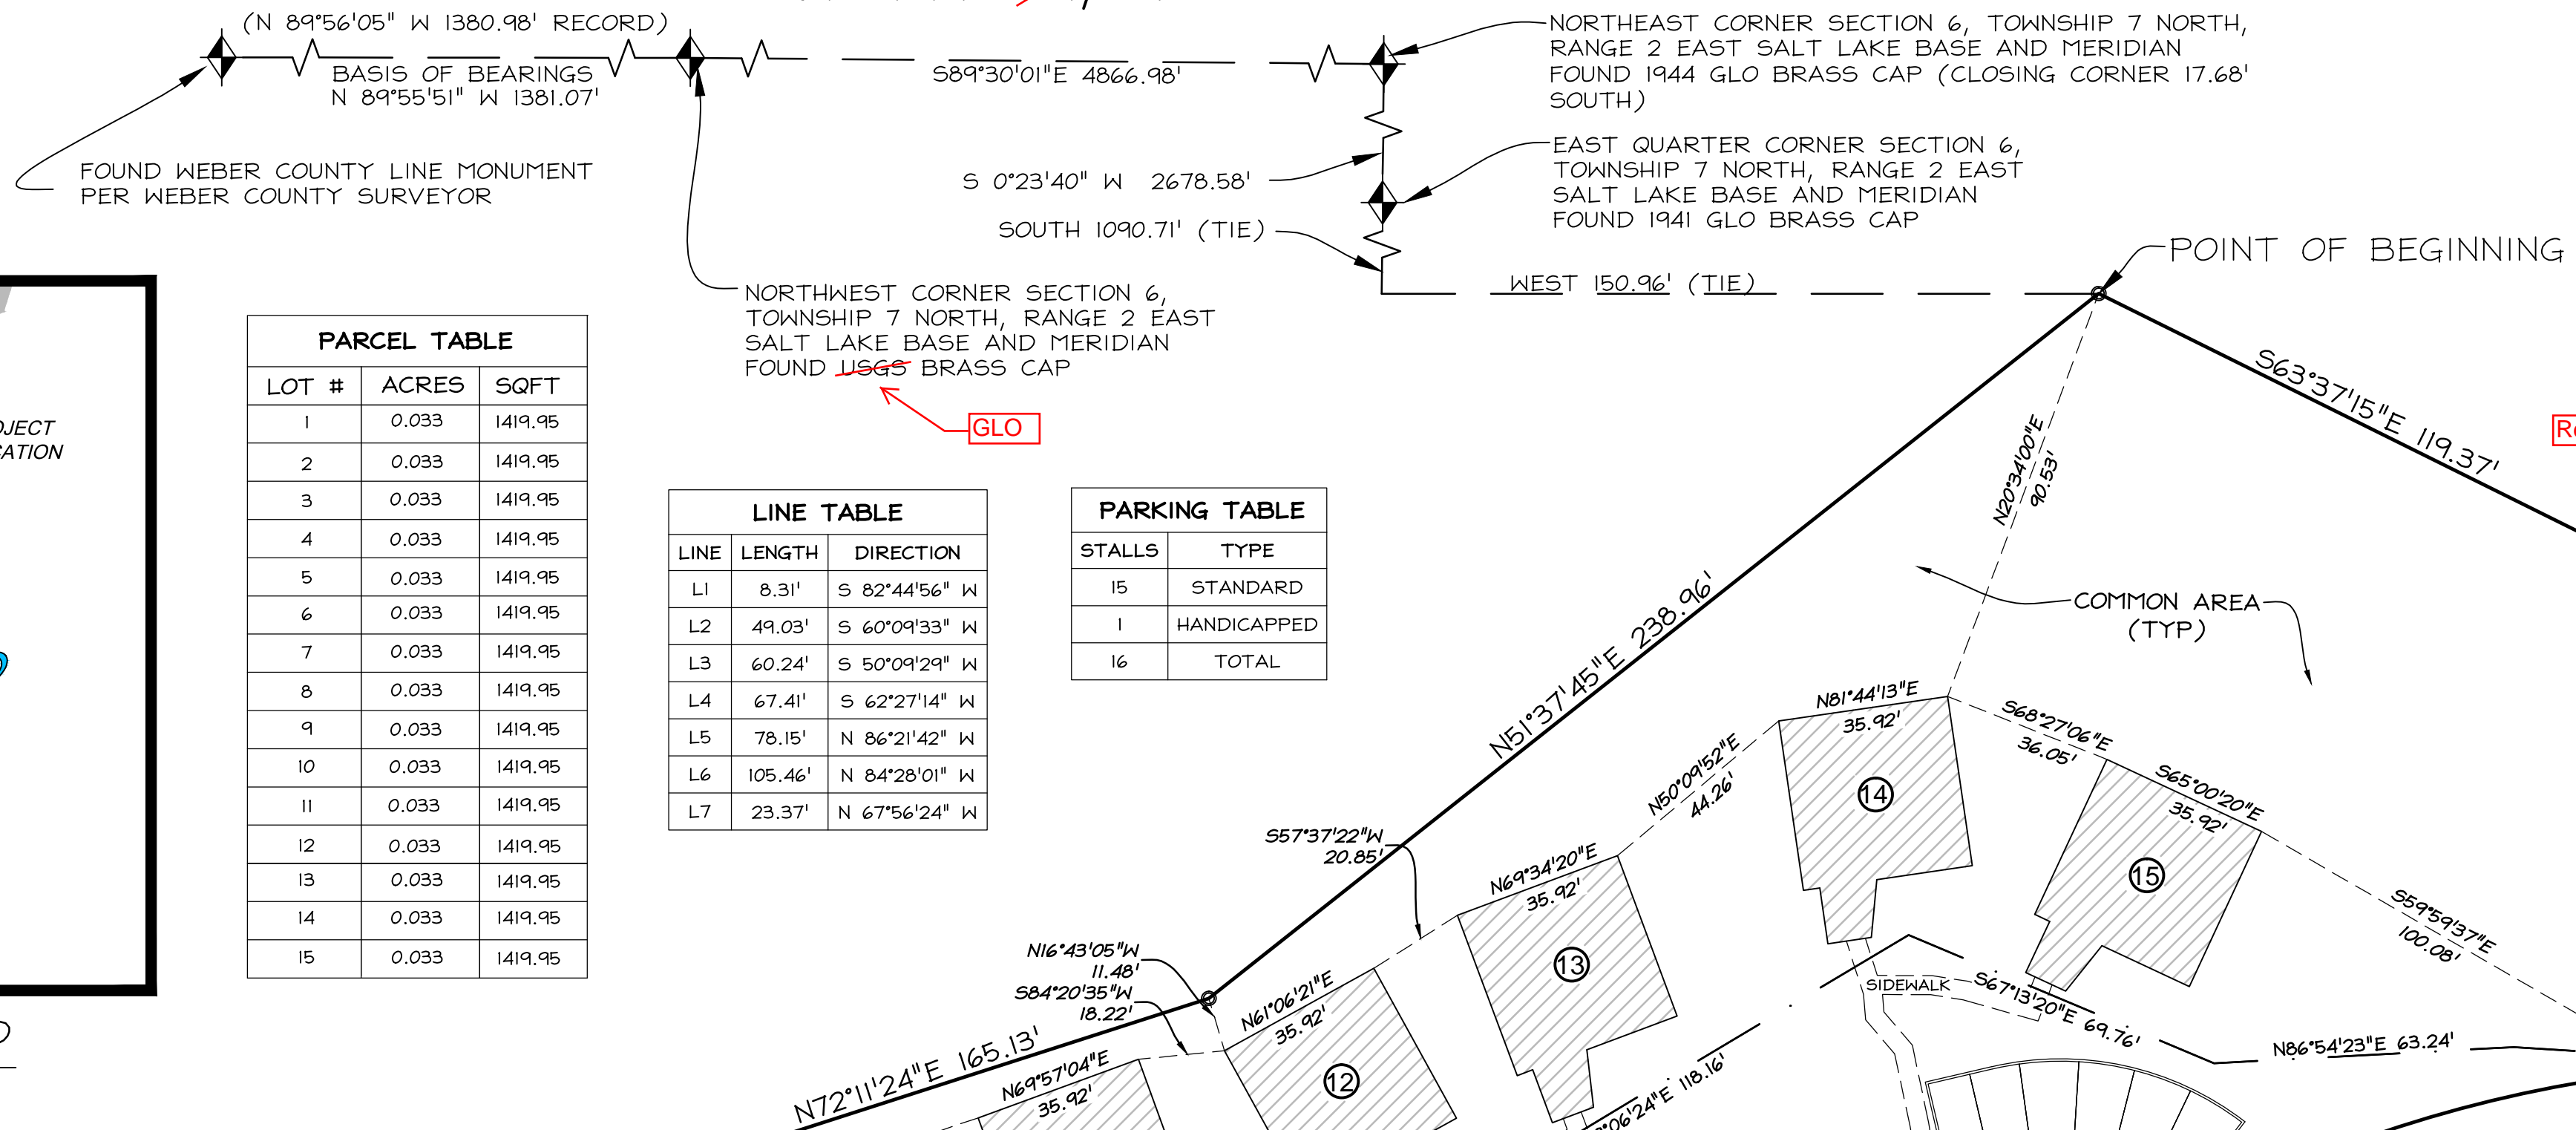 (N 89°56'05" W 1380.98' RECORD)
BASIS OF BEARINGS
N 89°55'51" W 1381.07'
S89°30'01"E 4866.98'
NORTHEAST CORNER SECTION 6, TOWNSHIP 7 NORTH,
RANGE 2 EAST SALT LAKE BASE AND MERIDIAN
FOUND 1944 GLO BRASS CAP (CLOSING CORNER 17.68'
SOUTH)
FOUND WEBER COUNTY LINE MONUMENT
PER WEBER COUNTY SURVEYOR
S 0°23'40" W 2678.58'
EAST QUARTER CORNER SECTION 6,
TOWNSHIP 7 NORTH, RANGE 2 EAST
SALT LAKE BASE AND MERIDIAN
FOUND 1941 GLO BRASS CAP
SOUTH 1090.71' (TIE)
WEST 150.96' (TIE)
POINT OF BEGINNING
NORTHWEST CORNER SECTION 6,
TOWNSHIP 7 NORTH, RANGE 2 EAST
SALT LAKE BASE AND MERIDIAN
FOUND USGS BRASS CAP
GLO
PARCEL TABLE
LOT # ACRES SQFT
1 0.033 1419.95
2 0.033 1419.95
3 0.033 1419.95
4 0.033 1419.95
5 0.033 1419.95
6 0.033 1419.95
7 0.033 1419.95
8 0.033 1419.95
9 0.033 1419.95
10 0.033 1419.95
11 0.033 1419.95
12 0.033 1419.95
13 0.033 1419.95
14 0.033 1419.95
15 0.033 1419.95
LINE TABLE
LINE LENGTH DIRECTION
L1 8.31' S 82°44'56" W
L2 49.03' S 60°09'33" W
L3 60.24' S 50°09'29" W
L4 67.41' S 62°27'14" W
L5 78.15' N 86°21'42" W
L6 105.46' N 84°28'01" W
L7 23.37' N 67°56'24" W
PARKING TABLE
STALLS TYPE
15 STANDARD
1 HANDICAPPED
16 TOTAL
S63°37'15"E 119.37'
N20°34'00"E
90.53'
COMMON AREA
(TYP)
N51°37'45"E 238.96'
N81°44'13"E
35.92'
S68°27'06"E
36.05'
S65°00'20"E
35.92'
N50°09'52"E
44.26'
14
15
S57°37'22"W
20.85'
N69°34'20"E
35.92'
13
S59°59'37"E
100.08'
N16°43'05"W
11.48'
S84°20'35"W
18.22'
N61°06'21"E
35.92'
12
SIDEWALK
S67°13'20"E 69.76'
N86°54'23"E 63.24'
N72°11'24"E 165.13'
N69°57'04"E
35.92'
°06'24"E 118.16'